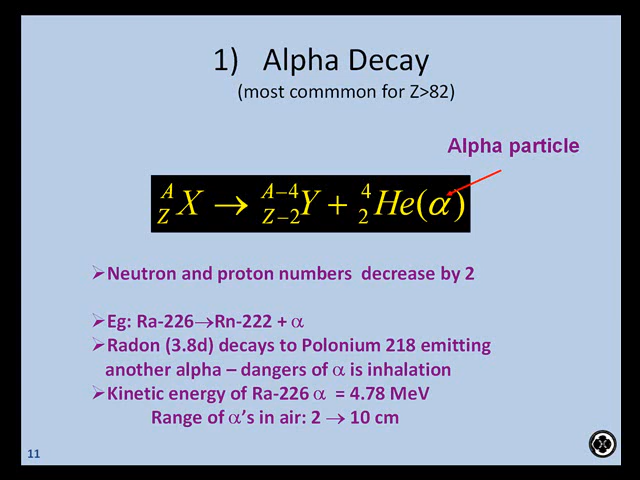 1) Alpha Decay
(most commmon for Z>82)
Alpha particle
^A_Z X → ^{A−4}_{Z−2} Y + ^4_2 He(α)
➢Neutron and proton numbers decrease by 2
➢Eg: Ra-226→Rn-222 + α
➢Radon (3.8d) decays to Polonium 218 emitting
another alpha – dangers of α is inhalation
➢Kinetic energy of Ra-226 α = 4.78 MeV
Range of α's in air: 2 → 10 cm
11